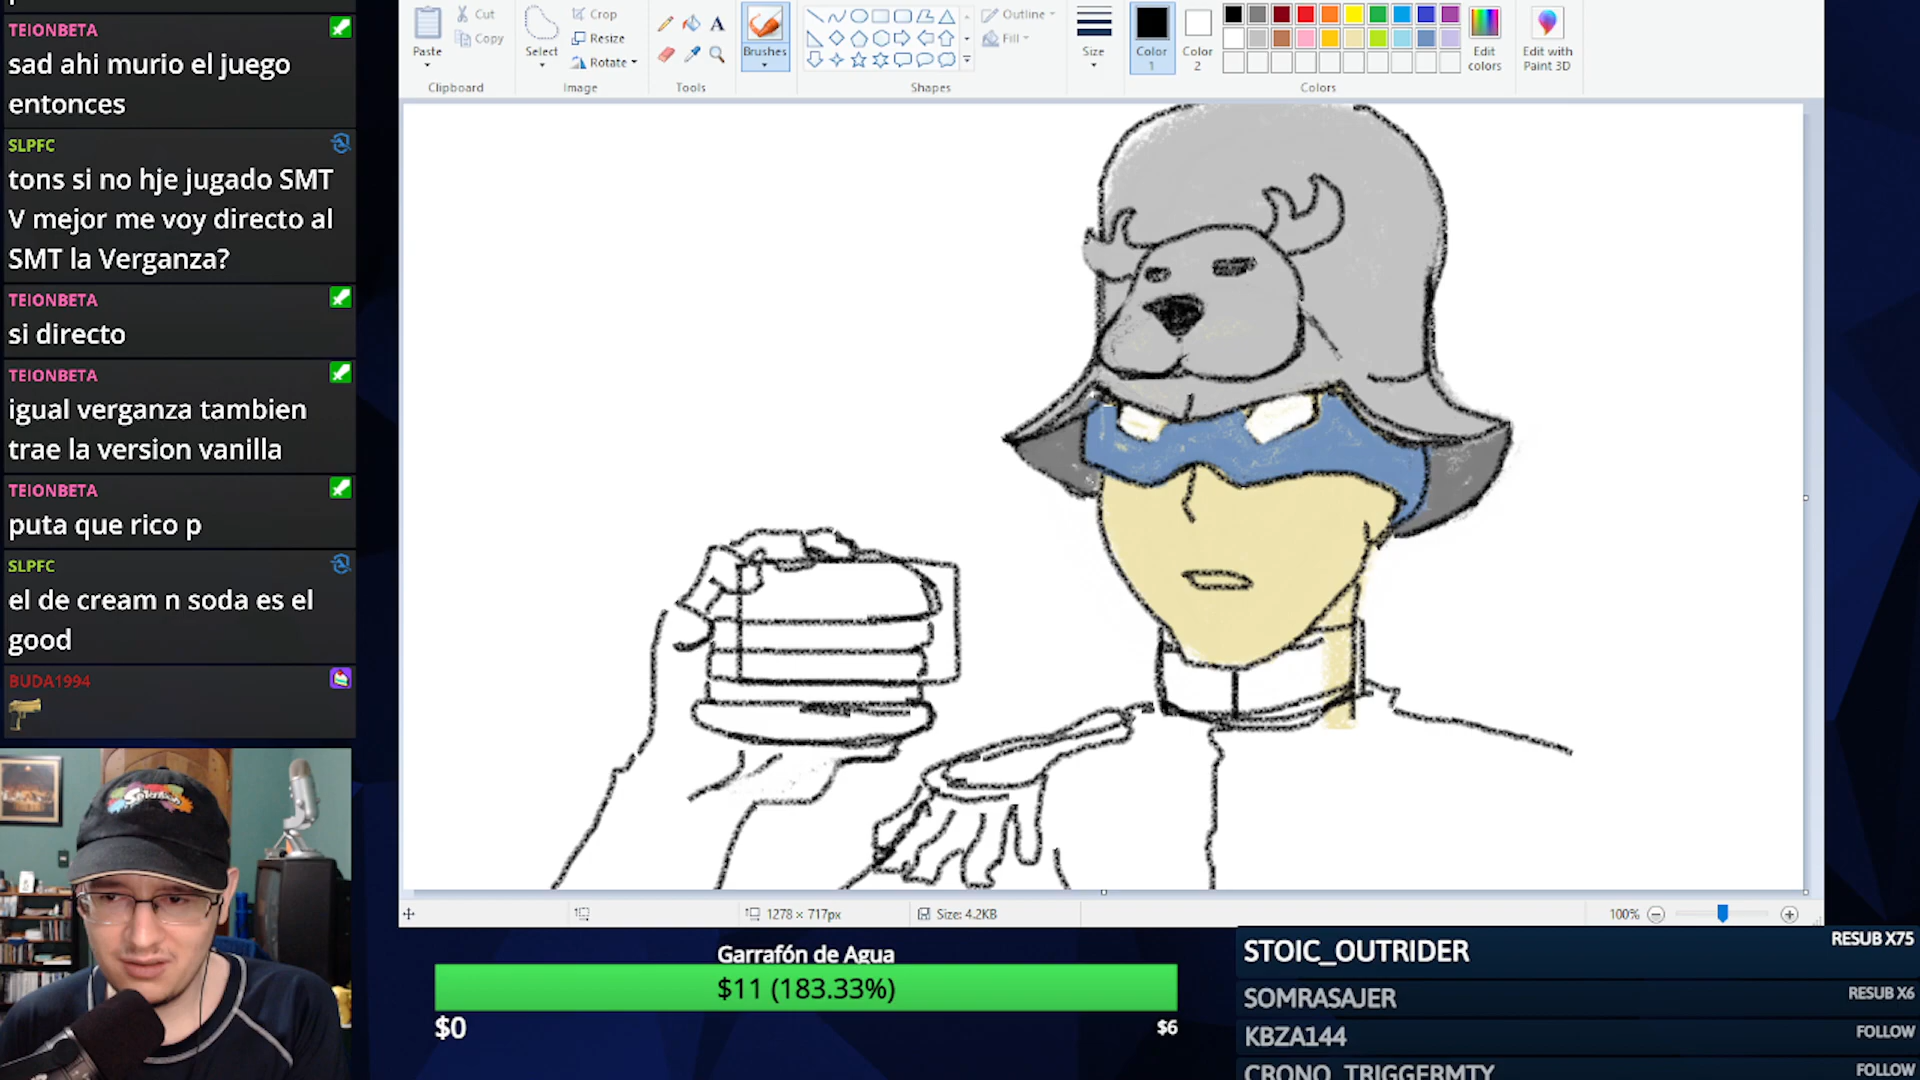 TEIONBETA
sad ahi murio el juego
entonces
SLPFC
tons si no hje jugado SMT
V mejor me voy directo al
SMT la Verganza?
TEIONBETA
si directo
TEIONBETA
igual verganza tambien
trae la version vanilla
TEIONBETA
puta que rico p
SLPFC
el de cream n soda es el
good
BUDA1994
Paste
Cut
Copy
Clipboard
Select
Crop
Resize
Rotate
Image
A
Tools
Brushes
Outline
Fill
Shapes
Size
Color
1
Color
2
Edit
colors
Colors
Edit with
Paint 3D
1278 × 717px
Size: 4.2KB
100%
Garrafón de Agua
$11 (183.33%)
$0
$6
STOIC_OUTRIDER
RESUB X75
SOMRASAJER
RESUB X6
KBZA144
FOLLOW
CRONO_TRIGGERMTY
FOLLOW